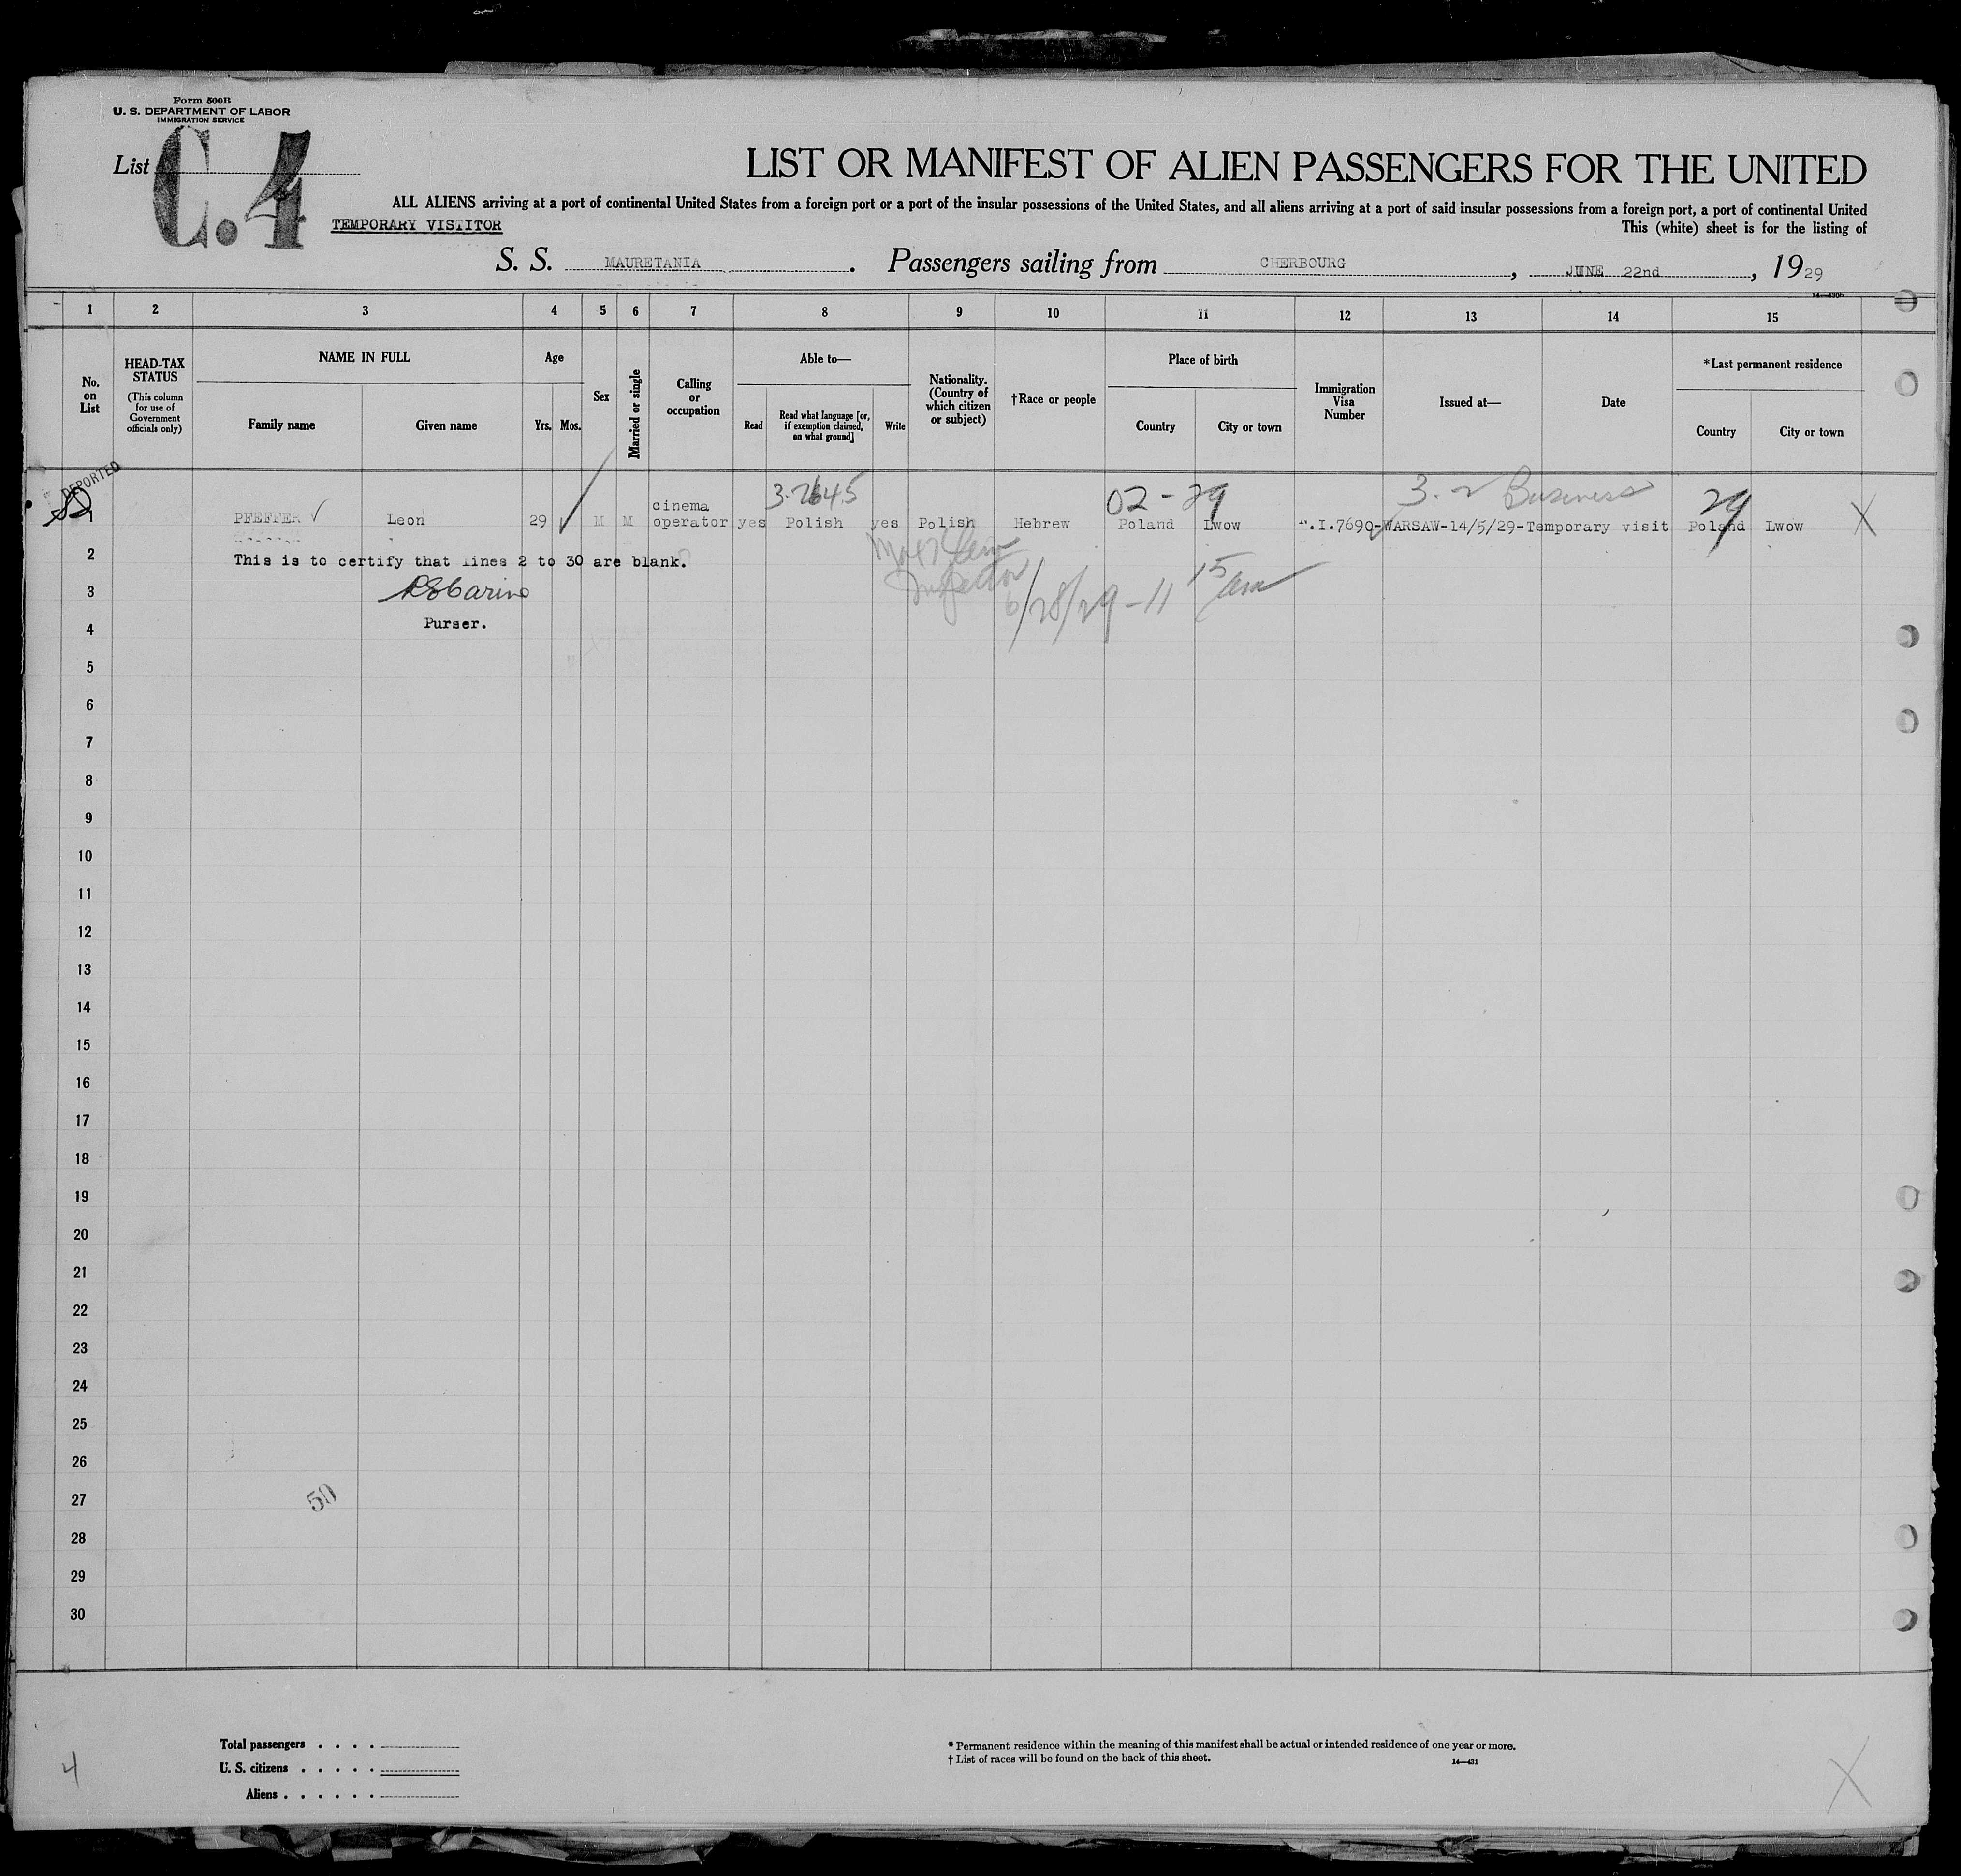 Form 500B
U. S. DEPARTMENT OF LABOR
IMMIGRATION SERVICE
List C.4
LIST OR MANIFEST OF ALIEN PASSENGERS FOR THE UNITED
ALL ALIENS arriving at a port of continental United States from a foreign port or a port of the insular possessions of the United States, and all aliens arriving at a port of said insular possessions from a foreign port, a port of continental United
TEMPORARY VISIITOR
This (white) sheet is for the listing of
S. S. MAURETANIA. Passengers sailing from CHERBOURG, JUNE 22nd, 1929
1 2 3 4 5 6 7 8 9 10 11 12 13 14 15
No. on List
HEAD-TAX STATUS
(This column for use of Government officials only)
NAME IN FULL
Family name
Given name
Age
Yrs.
Mos.
Sex
Married or single
Calling or occupation
Able to—
Read
Read what language [or, if exemption claimed, on what ground]
Write
Nationality. (Country of which citizen or subject)
†Race or people
Place of birth
Country
City or town
Immigration Visa Number
Issued at—
Date
*Last permanent residence
Country
City or town
DEPORTED
3-2645
02-29
3.2 Business
29
1 PFEFFER ✓ Leon 29 M M cinema operator yes Polish yes Polish Hebrew Poland Lwow .I.7690-WARSAW-14/5/29-Temporary visit Poland Lwow X
2 This is to certify that lines 2 to 30 are blank.
Inspector
3
6/28/29-11 15 am
Purser.
4
5
6
7
8
9
10
11
12
13
14
15
16
17
18
19
20
21
22
23
24
25
26
27
50
28
29
30
Total passengers . . . .
U. S. citizens . . . . .
Aliens . . . . . .
* Permanent residence within the meaning of this manifest shall be actual or intended residence of one year or more.
† List of races will be found on the back of this sheet.
14—431
4
X